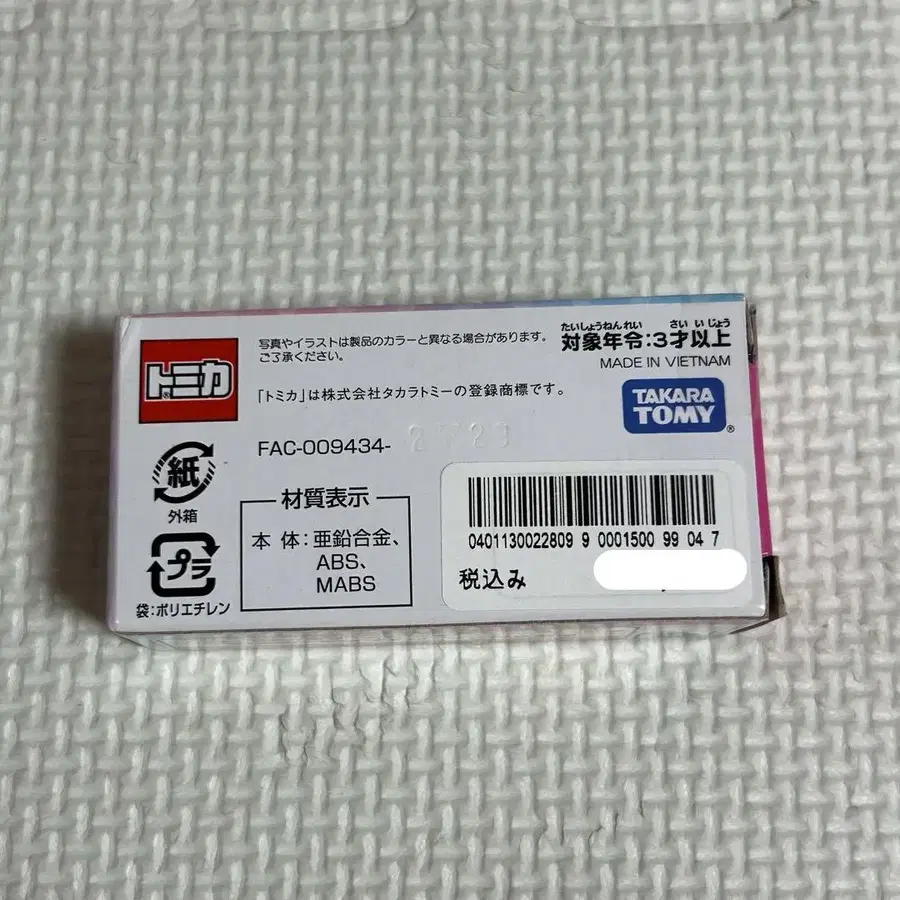 トミカ
写真やイラストは製品のカラーと異なる場合があります。
ご了承ください。
「トミカ」は株式会社タカラトミーの登録商標です。
FAC-009434-
たいしょうねんれい さい いじょう
対象年令:3才以上
MADE IN VIETNAM
TAKARA
TOMY
®
紙
外箱
プラ
袋:ポリエチレン
材質表示
本体:亜鉛合金、
ABS、
MABS
0401130022809 9 0001500 99 04 7
税込み